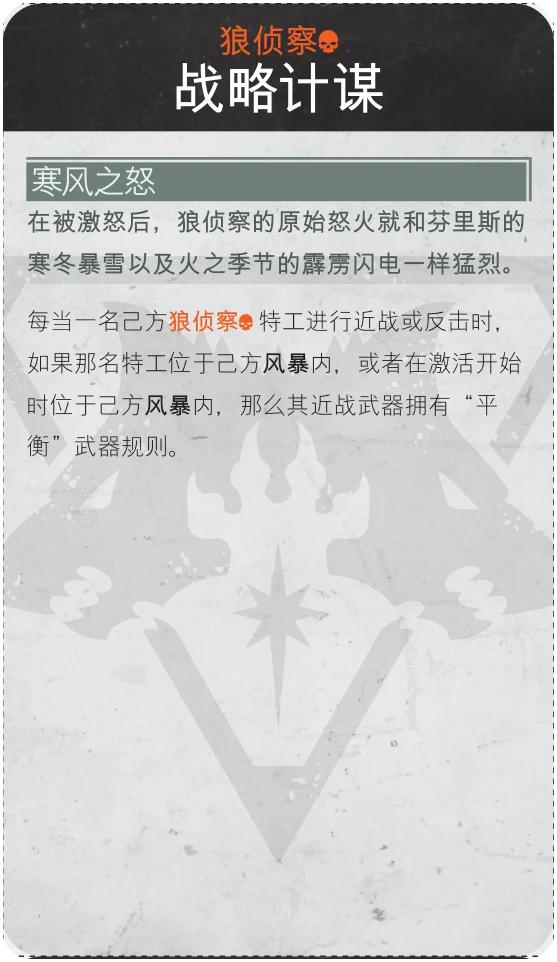 狼侦察
战略计谋
寒风之怒
在被激怒后，狼侦察的原始怒火就和芬里斯的
寒冬暴雪以及火之季节的霹雳闪电一样猛烈。
每当一名己方狼侦察特工进行近战或反击时，
如果那名特工位于己方风暴内，或者在激活开始
时位于己方风暴内，那么其近战武器拥有“平
衡”武器规则。